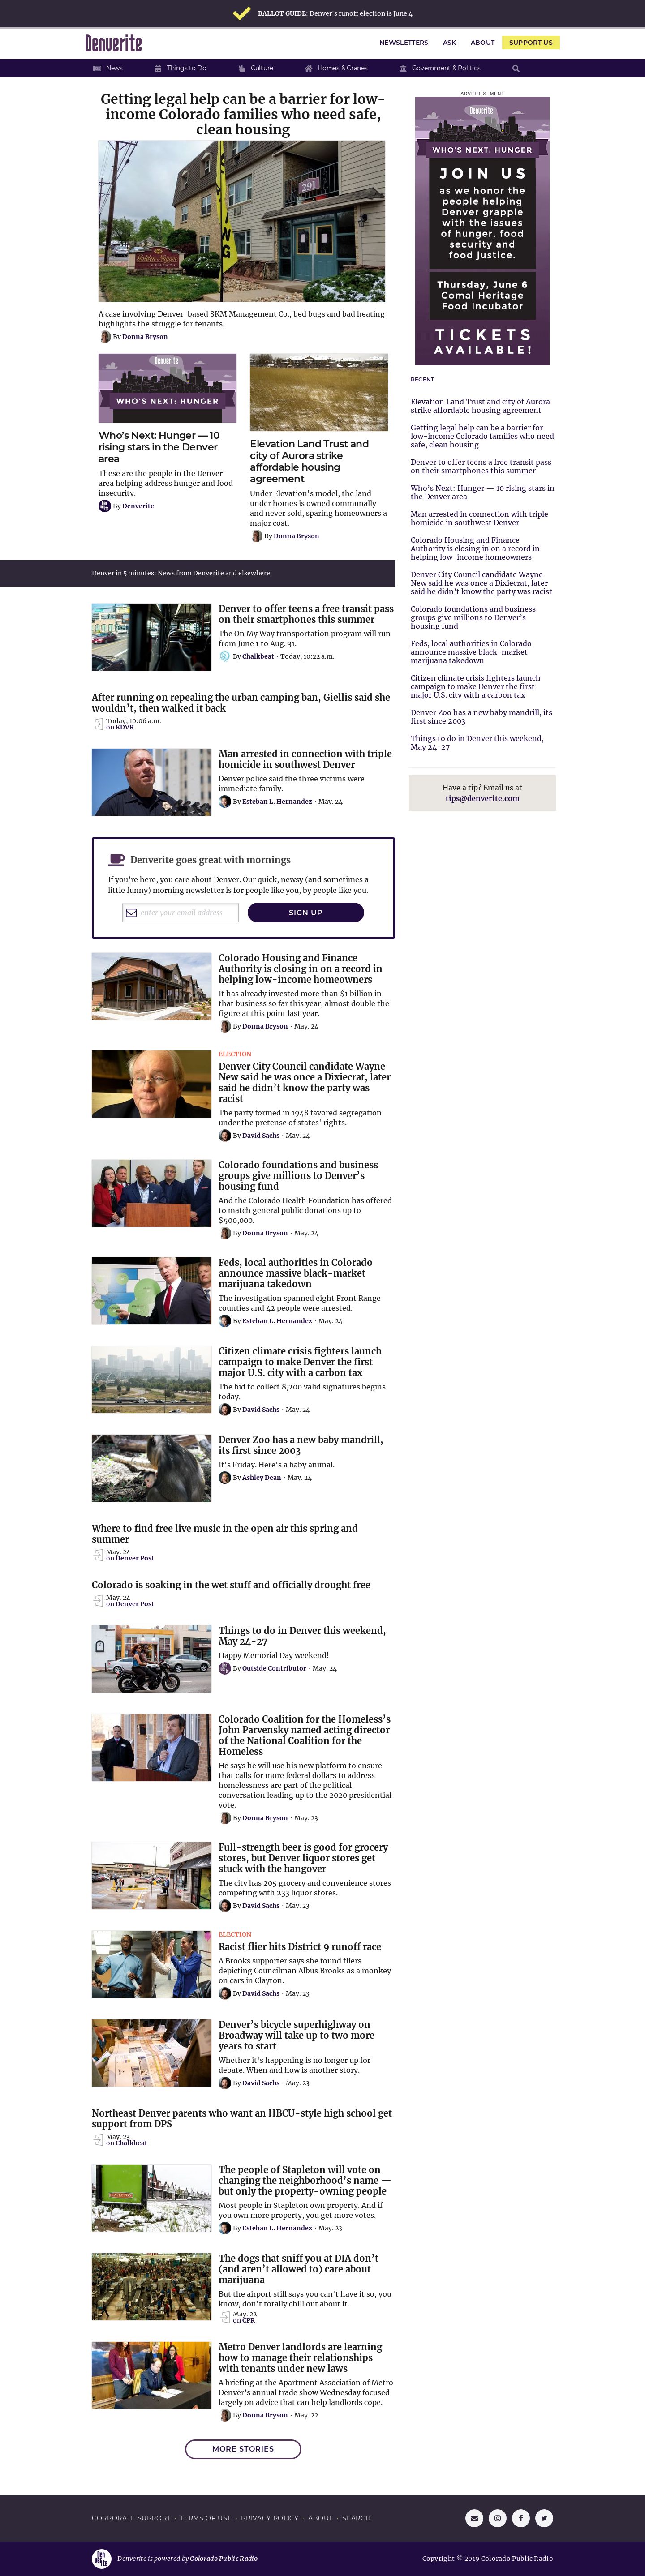 BALLOT GUIDE: Denver's runoff election is June 4
Denverite
NEWSLETTERS
ASK
ABOUT
SUPPORT US
News
Things to Do
Culture
Homes & Cranes
Government & Politics
Getting legal help can be a barrier for low-
income Colorado families who need safe,
clean housing
291
Golden Nugget
A case involving Denver-based SKM Management Co., bed bugs and bad heating
highlights the struggle for tenants.
By Donna Bryson
Denverite
WHO'S NEXT: HUNGER
Who's Next: Hunger — 10
rising stars in the Denver
area
These are the people in the Denver
area helping address hunger and food
insecurity.
By Denverite
Elevation Land Trust and
city of Aurora strike
affordable housing
agreement
Under Elevation's model, the land
under homes is owned communally
and never sold, sparing homeowners a
major cost.
By Donna Bryson
Denver in 5 minutes: News from Denverite and elsewhere
Denver to offer teens a free transit pass
on their smartphones this summer
The On My Way transportation program will run
from June 1 to Aug. 31.
By Chalkbeat · Today, 10:22 a.m.
After running on repealing the urban camping ban, Giellis said she
wouldn't, then walked it back
Today, 10:06 a.m.
on KDVR
Man arrested in connection with triple
homicide in southwest Denver
Denver police said the three victims were
immediate family.
By Esteban L. Hernandez · May. 24
Denverite goes great with mornings
If you're here, you care about Denver. Our quick, newsy (and sometimes a
little funny) morning newsletter is for people like you, by people like you.
enter your email address
SIGN UP
Colorado Housing and Finance
Authority is closing in on a record in
helping low-income homeowners
It has already invested more than $1 billion in
that business so far this year, almost double the
figure at this point last year.
By Donna Bryson · May. 24
ELECTION
Denver City Council candidate Wayne
New said he was once a Dixiecrat, later
said he didn't know the party was
racist
The party formed in 1948 favored segregation
under the pretense of states' rights.
By David Sachs · May. 24
Colorado foundations and business
groups give millions to Denver's
housing fund
And the Colorado Health Foundation has offered
to match general public donations up to
$500,000.
By Donna Bryson · May. 24
Feds, local authorities in Colorado
announce massive black-market
marijuana takedown
The investigation spanned eight Front Range
counties and 42 people were arrested.
By Esteban L. Hernandez · May. 24
Citizen climate crisis fighters launch
campaign to make Denver the first
major U.S. city with a carbon tax
The bid to collect 8,200 valid signatures begins
today.
By David Sachs · May. 24
Denver Zoo has a new baby mandrill,
its first since 2003
It's Friday. Here's a baby animal.
By Ashley Dean · May. 24
Where to find free live music in the open air this spring and
summer
May. 24
on Denver Post
Colorado is soaking in the wet stuff and officially drought free
May. 24
on Denver Post
Things to do in Denver this weekend,
May 24-27
Happy Memorial Day weekend!
By Outside Contributor · May. 24
Colorado Coalition for the Homeless's
John Parvensky named acting director
of the National Coalition for the
Homeless
He says he will use his new platform to ensure
that calls for more federal dollars to address
homelessness are part of the political
conversation leading up to the 2020 presidential
vote.
By Donna Bryson · May. 23
Full-strength beer is good for grocery
stores, but Denver liquor stores get
stuck with the hangover
The city has 205 grocery and convenience stores
competing with 233 liquor stores.
By David Sachs · May. 23
ELECTION
Racist flier hits District 9 runoff race
A Brooks supporter says she found fliers
depicting Councilman Albus Brooks as a monkey
on cars in Clayton.
By David Sachs · May. 23
Denver's bicycle superhighway on
Broadway will take up to two more
years to start
Whether it's happening is no longer up for
debate. When and how is another story.
By David Sachs · May. 23
Northeast Denver parents who want an HBCU-style high school get
support from DPS
May. 23
on Chalkbeat
The people of Stapleton will vote on
changing the neighborhood's name —
but only the property-owning people
Most people in Stapleton own property. And if
you own more property, you get more votes.
By Esteban L. Hernandez · May. 23
The dogs that sniff you at DIA don't
(and aren't allowed to) care about
marijuana
But the airport still says you can't have it so, you
know, don't totally chill out about it.
May. 22
on CPR
Metro Denver landlords are learning
how to manage their relationships
with tenants under new laws
A briefing at the Apartment Association of Metro
Denver's annual trade show Wednesday focused
largely on advice that can help landlords cope.
By Donna Bryson · May. 22
MORE STORIES
ADVERTISEMENT
Denverite
WHO'S NEXT: HUNGER
JOIN US
as we honor the
people helping
Denver grapple
with the issues
of hunger, food
security and
food justice.
Thursday, June 6
Comal Heritage
Food Incubator
TICKETS
AVAILABLE!
RECENT
Elevation Land Trust and city of Aurora
strike affordable housing agreement
Getting legal help can be a barrier for
low-income Colorado families who need
safe, clean housing
Denver to offer teens a free transit pass
on their smartphones this summer
Who's Next: Hunger — 10 rising stars in
the Denver area
Man arrested in connection with triple
homicide in southwest Denver
Colorado Housing and Finance
Authority is closing in on a record in
helping low-income homeowners
Denver City Council candidate Wayne
New said he was once a Dixiecrat, later
said he didn't know the party was racist
Colorado foundations and business
groups give millions to Denver's
housing fund
Feds, local authorities in Colorado
announce massive black-market
marijuana takedown
Citizen climate crisis fighters launch
campaign to make Denver the first
major U.S. city with a carbon tax
Denver Zoo has a new baby mandrill, its
first since 2003
Things to do in Denver this weekend,
May 24-27
Have a tip? Email us at
tips@denverite.com
CORPORATE SUPPORT · TERMS OF USE · PRIVACY POLICY · ABOUT · SEARCH
Denverite is powered by Colorado Public Radio
Copyright © 2019 Colorado Public Radio